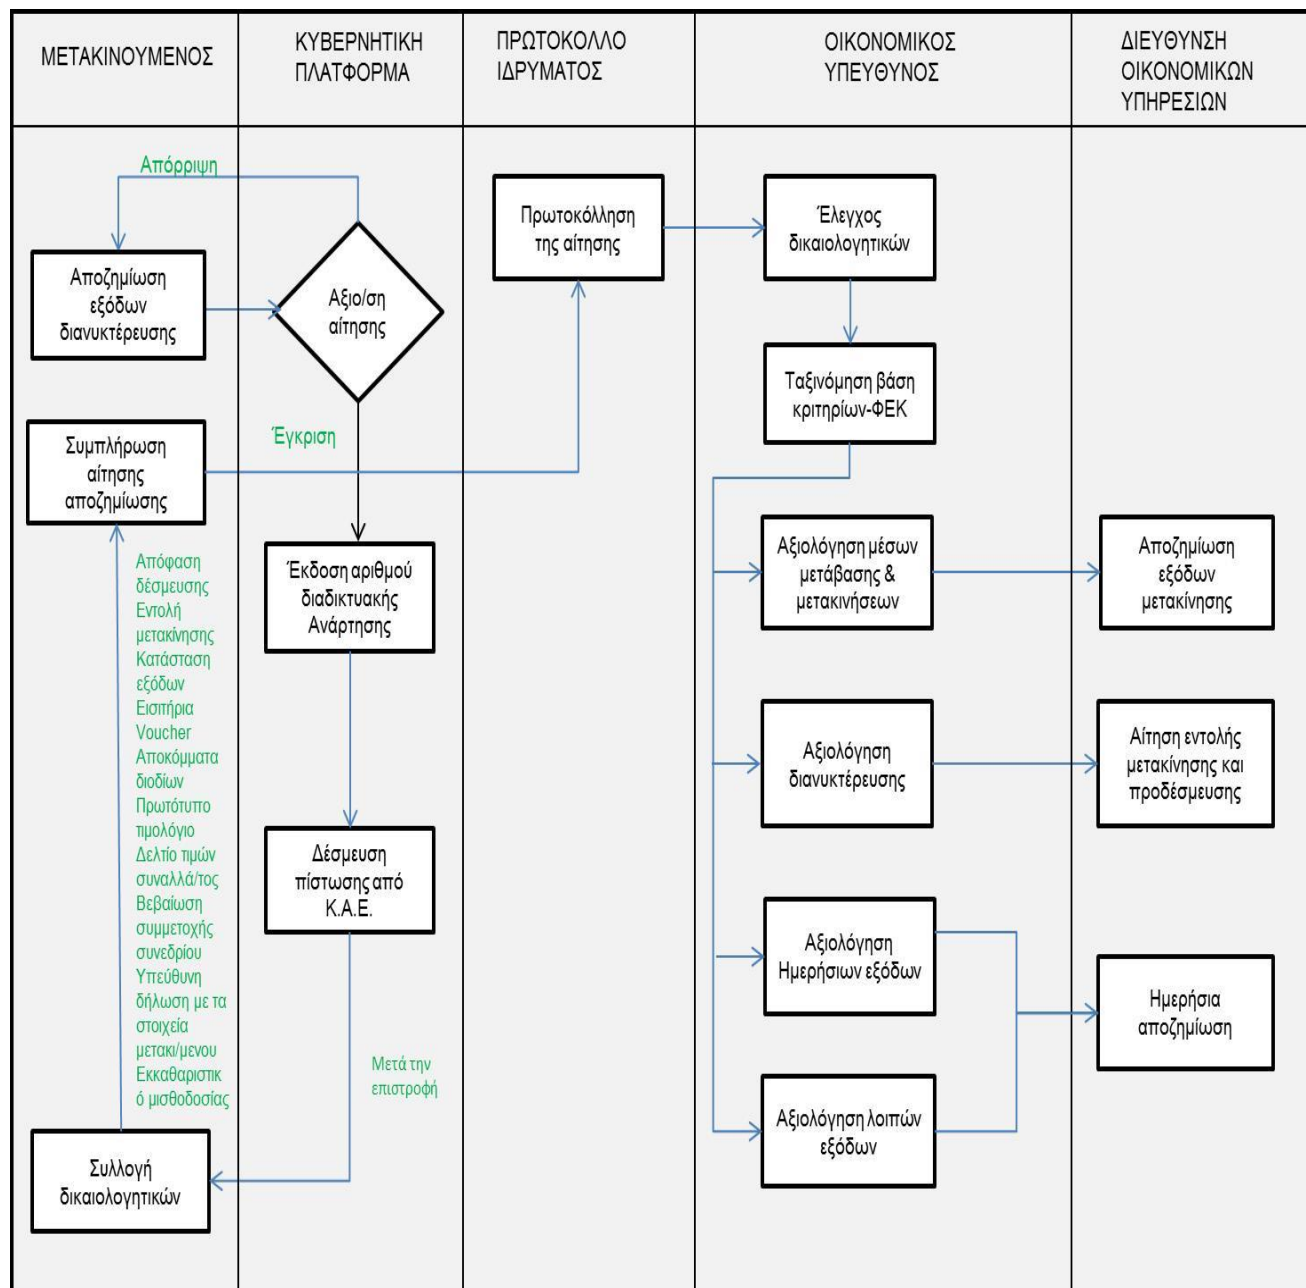 ΜΕΤΑΚΙΝΟΥΜΕΝΟΣ
ΚΥΒΕΡΝΗΤΙΚΗ
ΠΛΑΤΦΟΡΜΑ
ΠΡΩΤΟΚΟΛΛΟ
ΙΔΡΥΜΑΤΟΣ
ΟΙΚΟΝΟΜΙΚΟΣ
ΥΠΕΥΘΥΝΟΣ
ΔΙΕΥΘΥΝΣΗ
ΟΙΚΟΝΟΜΙΚΩΝ
ΥΠΗΡΕΣΙΩΝ
Απόρριψη
Αποζημίωση
εξόδων
διανυκτέρευσης
Αξιο/ση
αίτησης
Πρωτοκόλληση
της αίτησης
Έλεγχος
δικαιολογητικών
Ταξινόμηση βάση
κριτηρίων-ΦΕΚ
Συμπλήρωση
αίτησης
αποζημίωσης
Έγκριση
Απόφαση
δέσμευσης
Εντολή
μετακίνησης
Κατάσταση
εξόδων
Εισιτήρια
Voucher
Αποκόμματα
διοδίων
Πρωτότυπο
τιμολόγιο
Δελτίο τιμών
συναλλά/τος
Βεβαίωση
συμμετοχής
συνεδρίου
Υπεύθυνη
δήλωση με τα
στοιχεία
μετακι/μενου
Εκκαθαριστικ
ό μισθοδοσίας
Έκδοση αριθμού
διαδικτυακής
Ανάρτησης
Αξιολόγηση μέσων
μετάβασης &
μετακινήσεων
Αποζημίωση
εξόδων
μετακίνησης
Αξιολόγηση
διανυκτέρευσης
Αίτηση εντολής
μετακίνησης και
προδέσμευσης
Δέσμευση
πίστωσης από
Κ.Α.Ε.
Αξιολόγηση
Ημερήσιων εξόδων
Ημερήσια
αποζημίωση
Μετά την
επιστροφή
Αξιολόγηση λοιπών
εξόδων
Συλλογή
δικαιολογητικών